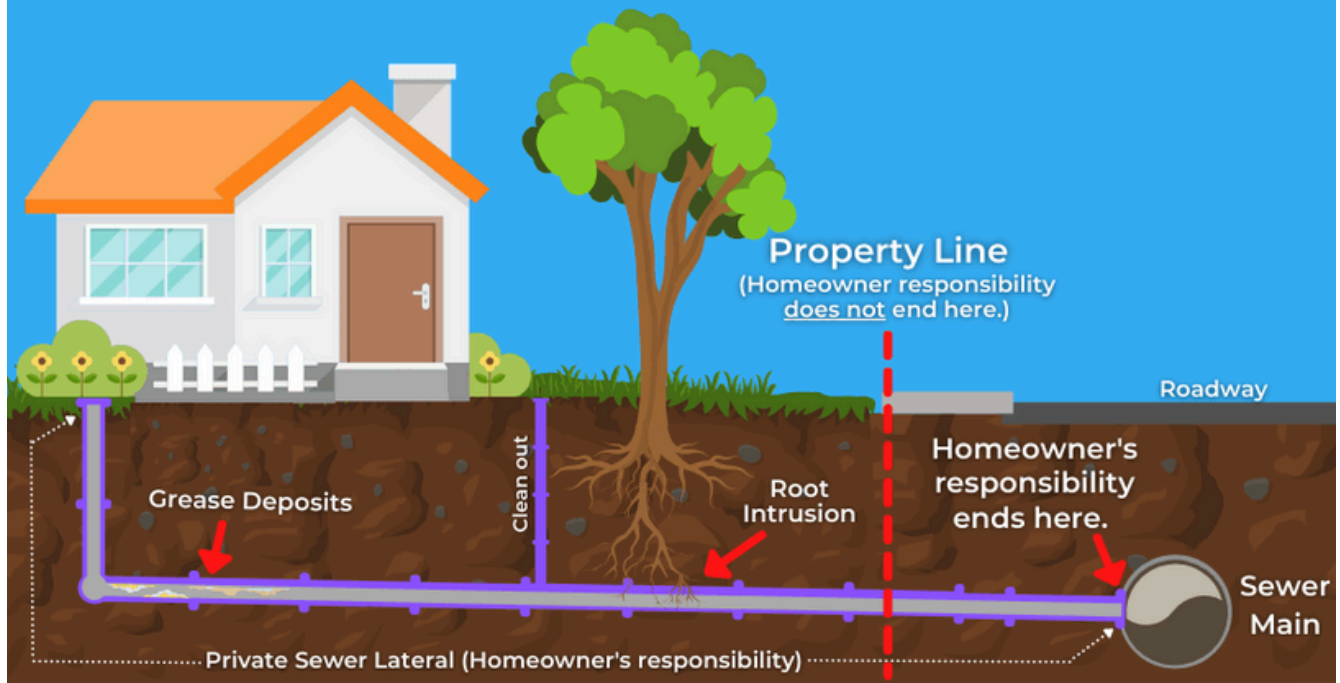 Property Line
(Homeowner responsibility
does not end here.)
Roadway
Homeowner's
responsibility
ends here.
Grease Deposits
Clean out
Root
Intrusion
Sewer
Main
Private Sewer Lateral (Homeowner's responsibility)